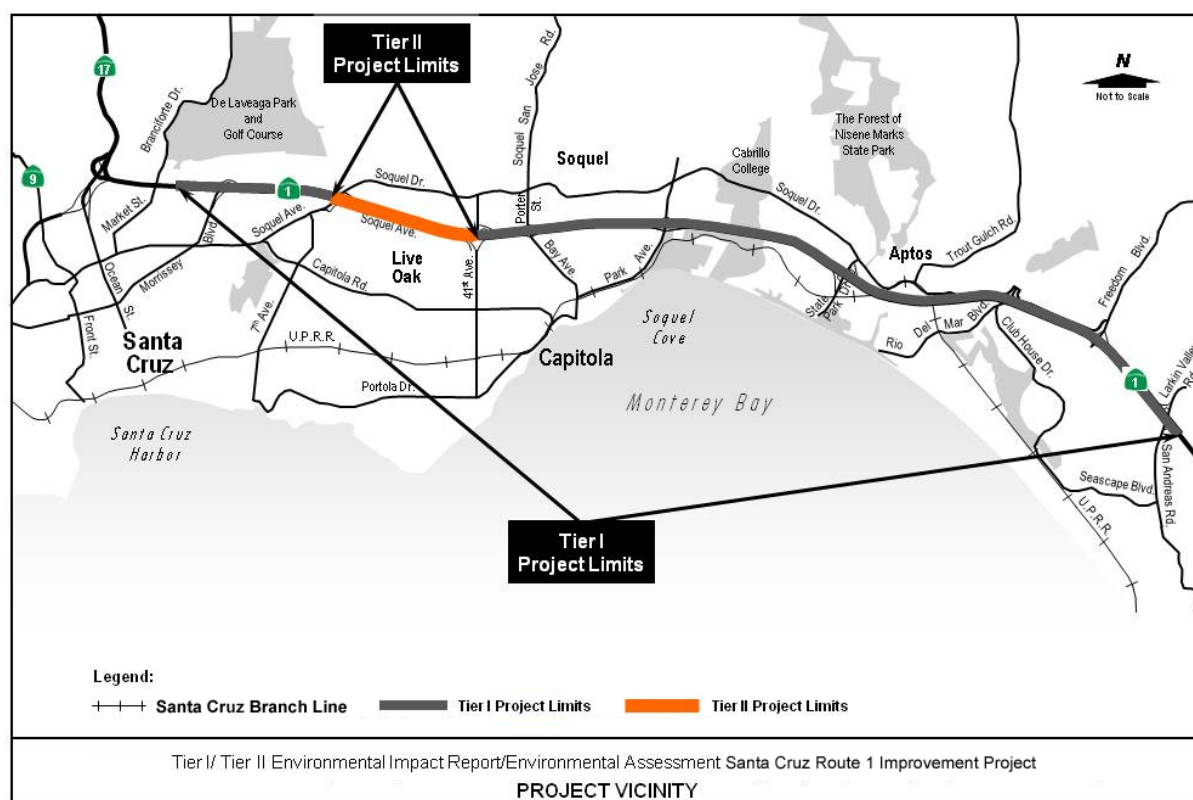 Tier II
Project Limits
17
Branciforte Dr.
De Laveaga Park
and
Golf Course
Soquel San Jose Rd.
N
Not to Scale
The Forest of
Nisene Marks
State Park
Cabrillo
College
Soquel
9
1
Soquel Dr.
Soquel Dr.
Porter St.
Market St.
Soquel Ave.
Soquel Ave.
Trout Gulch Rd.
Freedom Blvd.
Aptos
Live
Oak
41st Ave.
Bay Ave.
Park Ave.
Morrissey Blvd.
Ocean St.
Capitola Rd.
State Park Dr.
Rio Del Mar Blvd.
Club House Dr.
Soquel
Cove
Front St.
Santa
Cruz
7th Ave.
U.P.R.R.
Capitola
1
Larkin Valley Rd.
Portola Dr.
Monterey Bay
Santa Cruz
Harbor
San Andreas Rd.
Seascape Blvd.
U.P.R.R.
Tier I
Project Limits
Legend:
Santa Cruz Branch Line
Tier I Project Limits
Tier II Project Limits
Tier I/ Tier II Environmental Impact Report/Environmental Assessment Santa Cruz Route 1 Improvement Project
PROJECT VICINITY